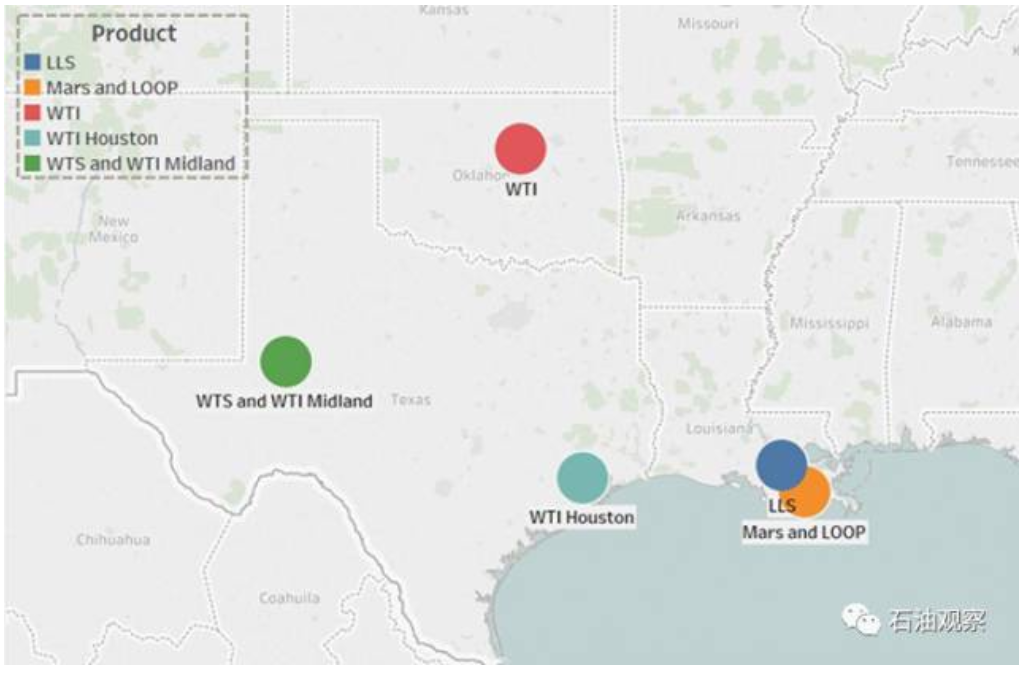 Kansas
Missouri
Product
LLS
Mars and LOOP
WTI
WTI Houston
WTS and WTI Midland
Oklaho
WTI
Tennessee
New
Mexico
Arkansas
Mississippi
Alabama
WTS and WTI Midland
Texas
Louisiana
LLS
WTI Houston
Mars and LOOP
Chihuahua
Coahuila
石油观察